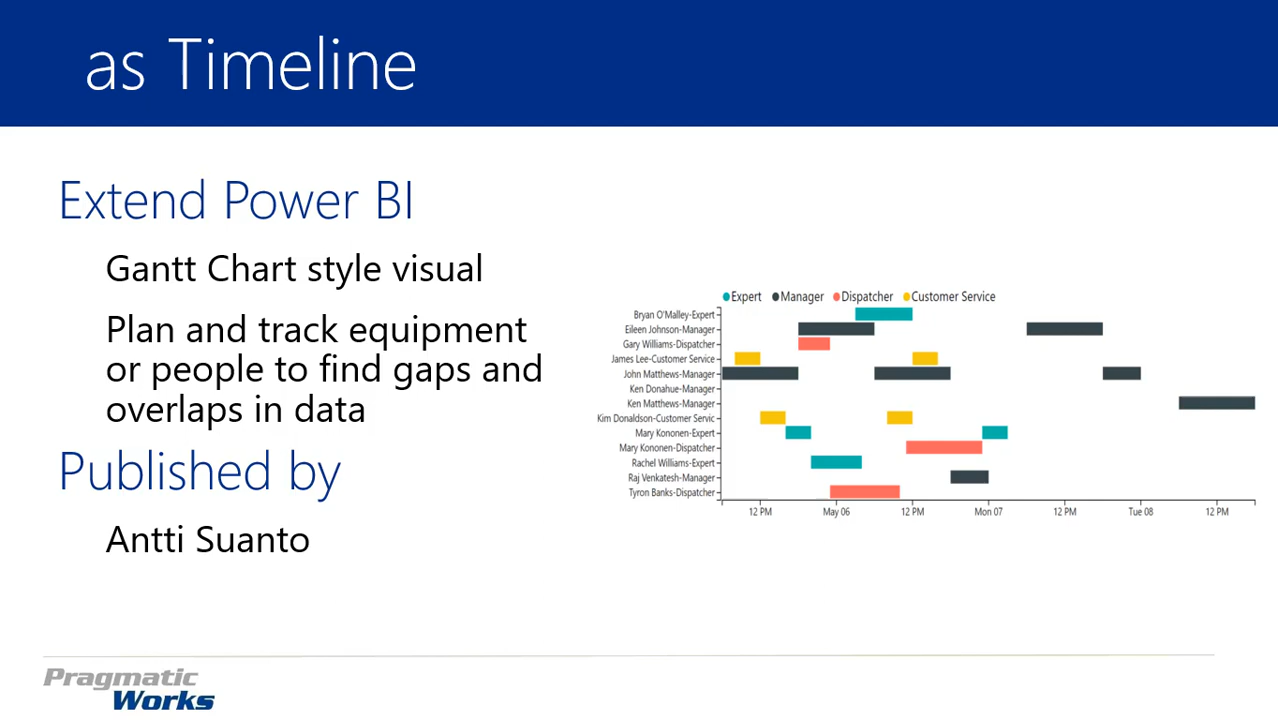 as Timeline
Extend Power BI
Gantt Chart style visual
Plan and track equipment
or people to find gaps and
overlaps in data
Published by
Antti Suanto
Expert Manager Dispatcher Customer Service
Bryan O'Malley-Expert
Eileen Johnson-Manager
Gary Williams-Dispatcher
James Lee-Customer Service
John Matthews-Manager
Ken Donahue-Manager
Ken Matthews-Manager
Kim Donaldson-Customer Servic
Mary Kononen-Expert
Mary Kononen-Dispatcher
Rachel Williams-Expert
Raj Venkatesh-Manager
Tyron Banks-Dispatcher
12 PM May 06 12 PM Mon 07 12 PM Tue 08 12 PM
Pragmatic
Works